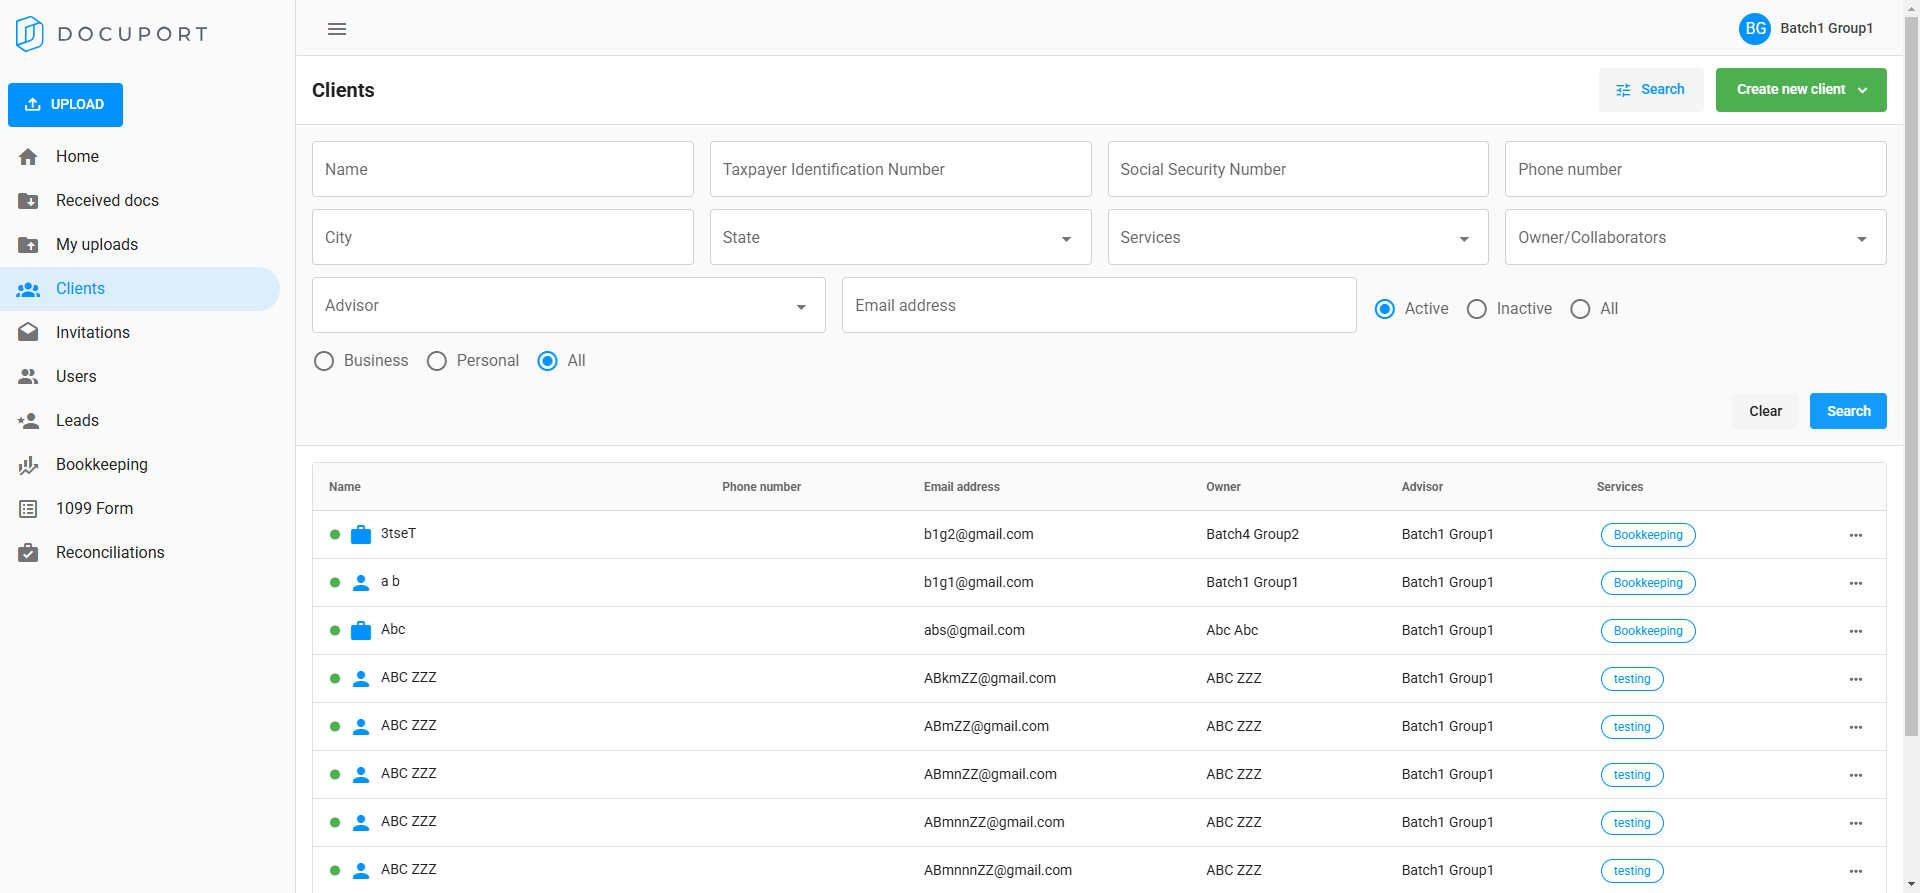 DOCUPORT
BG Batch1 Group1
UPLOAD
Home
Received docs
My uploads
Clients
Invitations
Users
Leads
Bookkeeping
1099 Form
Reconciliations
Clients
Search
Create new client
Name
Taxpayer Identification Number
Social Security Number
Phone number
City
State
Services
Owner/Collaborators
Advisor
Email address
Active Inactive All
Business Personal All
Clear
Search
Name Phone number Email address Owner Advisor Services
3tseT b1g2@gmail.com Batch4 Group2 Batch1 Group1 Bookkeeping
a b b1g1@gmail.com Batch1 Group1 Batch1 Group1 Bookkeeping
Abc abs@gmail.com Abc Abc Batch1 Group1 Bookkeeping
ABC ZZZ ABkmZZ@gmail.com ABC ZZZ Batch1 Group1 testing
ABC ZZZ ABmZZ@gmail.com ABC ZZZ Batch1 Group1 testing
ABC ZZZ ABmnZZ@gmail.com ABC ZZZ Batch1 Group1 testing
ABC ZZZ ABmnnZZ@gmail.com ABC ZZZ Batch1 Group1 testing
ABC ZZZ ABmnnnZZ@gmail.com ABC ZZZ Batch1 Group1 testing